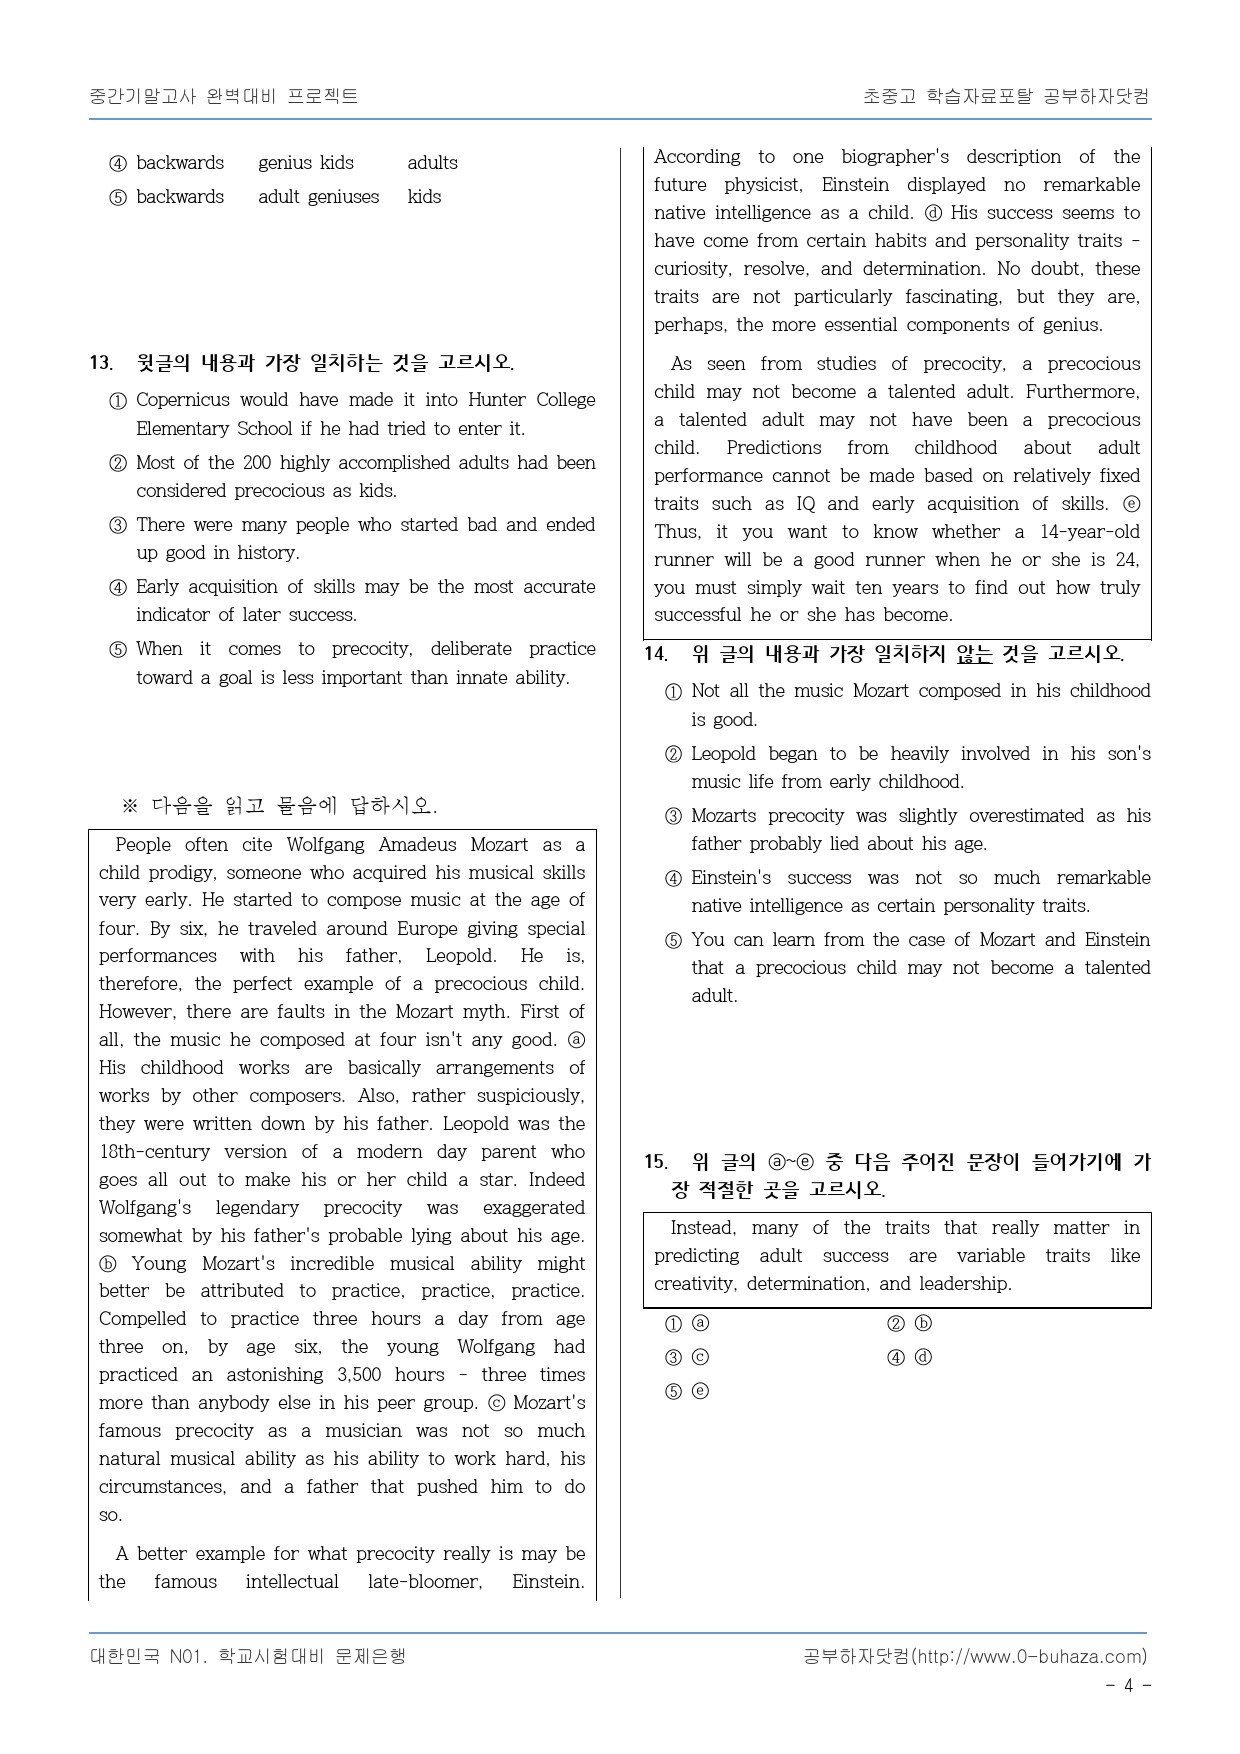 중간기말고사 완벽대비 프로젝트
초중고 학습자료포탈 공부하자닷컴
④ backwards genius kids adults
⑤ backwards adult geniuses kids
13. 윗글의 내용과 가장 일치하는 것을 고르시오.
① Copernicus would have made it into Hunter College
Elementary School if he had tried to enter it.
② Most of the 200 highly accomplished adults had been
considered precocious as kids.
③ There were many people who started bad and ended
up good in history.
④ Early acquisition of skills may be the most accurate
indicator of later success.
⑤ When it comes to precocity, deliberate practice
toward a goal is less important than innate ability.
※ 다음을 읽고 물음에 답하시오.
People often cite Wolfgang Amadeus Mozart as a
child prodigy, someone who acquired his musical skills
very early. He started to compose music at the age of
four. By six, he traveled around Europe giving special
performances with his father, Leopold. He is,
therefore, the perfect example of a precocious child.
However, there are faults in the Mozart myth. First of
all, the music he composed at four isn't any good. ⓐ
His childhood works are basically arrangements of
works by other composers. Also, rather suspiciously,
they were written down by his father. Leopold was the
18th-century version of a modern day parent who
goes all out to make his or her child a star. Indeed
Wolfgang's legendary precocity was exaggerated
somewhat by his father's probable lying about his age.
ⓑ Young Mozart's incredible musical ability might
better be attributed to practice, practice, practice.
Compelled to practice three hours a day from age
three on, by age six, the young Wolfgang had
practiced an astonishing 3,500 hours - three times
more than anybody else in his peer group. ⓒ Mozart's
famous precocity as a musician was not so much
natural musical ability as his ability to work hard, his
circumstances, and a father that pushed him to do
so.
A better example for what precocity really is may be
the famous intellectual late-bloomer, Einstein.
According to one biographer's description of the
future physicist, Einstein displayed no remarkable
native intelligence as a child. ⓓ His success seems to
have come from certain habits and personality traits -
curiosity, resolve, and determination. No doubt, these
traits are not particularly fascinating, but they are,
perhaps, the more essential components of genius.
As seen from studies of precocity, a precocious
child may not become a talented adult. Furthermore,
a talented adult may not have been a precocious
child. Predictions from childhood about adult
performance cannot be made based on relatively fixed
traits such as IQ and early acquisition of skills. ⓔ
Thus, it you want to know whether a 14-year-old
runner will be a good runner when he or she is 24,
you must simply wait ten years to find out how truly
successful he or she has become.
14. 위 글의 내용과 가장 일치하지 않는 것을 고르시오.
① Not all the music Mozart composed in his childhood
is good.
② Leopold began to be heavily involved in his son's
music life from early childhood.
③ Mozarts precocity was slightly overestimated as his
father probably lied about his age.
④ Einstein's success was not so much remarkable
native intelligence as certain personality traits.
⑤ You can learn from the case of Mozart and Einstein
that a precocious child may not become a talented
adult.
15. 위 글의 ⓐ~ⓔ 중 다음 주어진 문장이 들어가기에 가
장 적절한 곳을 고르시오.
Instead, many of the traits that really matter in
predicting adult success are variable traits like
creativity, determination, and leadership.
① ⓐ ② ⓑ
③ ⓒ ④ ⓓ
⑤ ⓔ
대한민국 N01. 학교시험대비 문제은행
공부하자닷컴(http://www.0-buhaza.com)
- 4 -